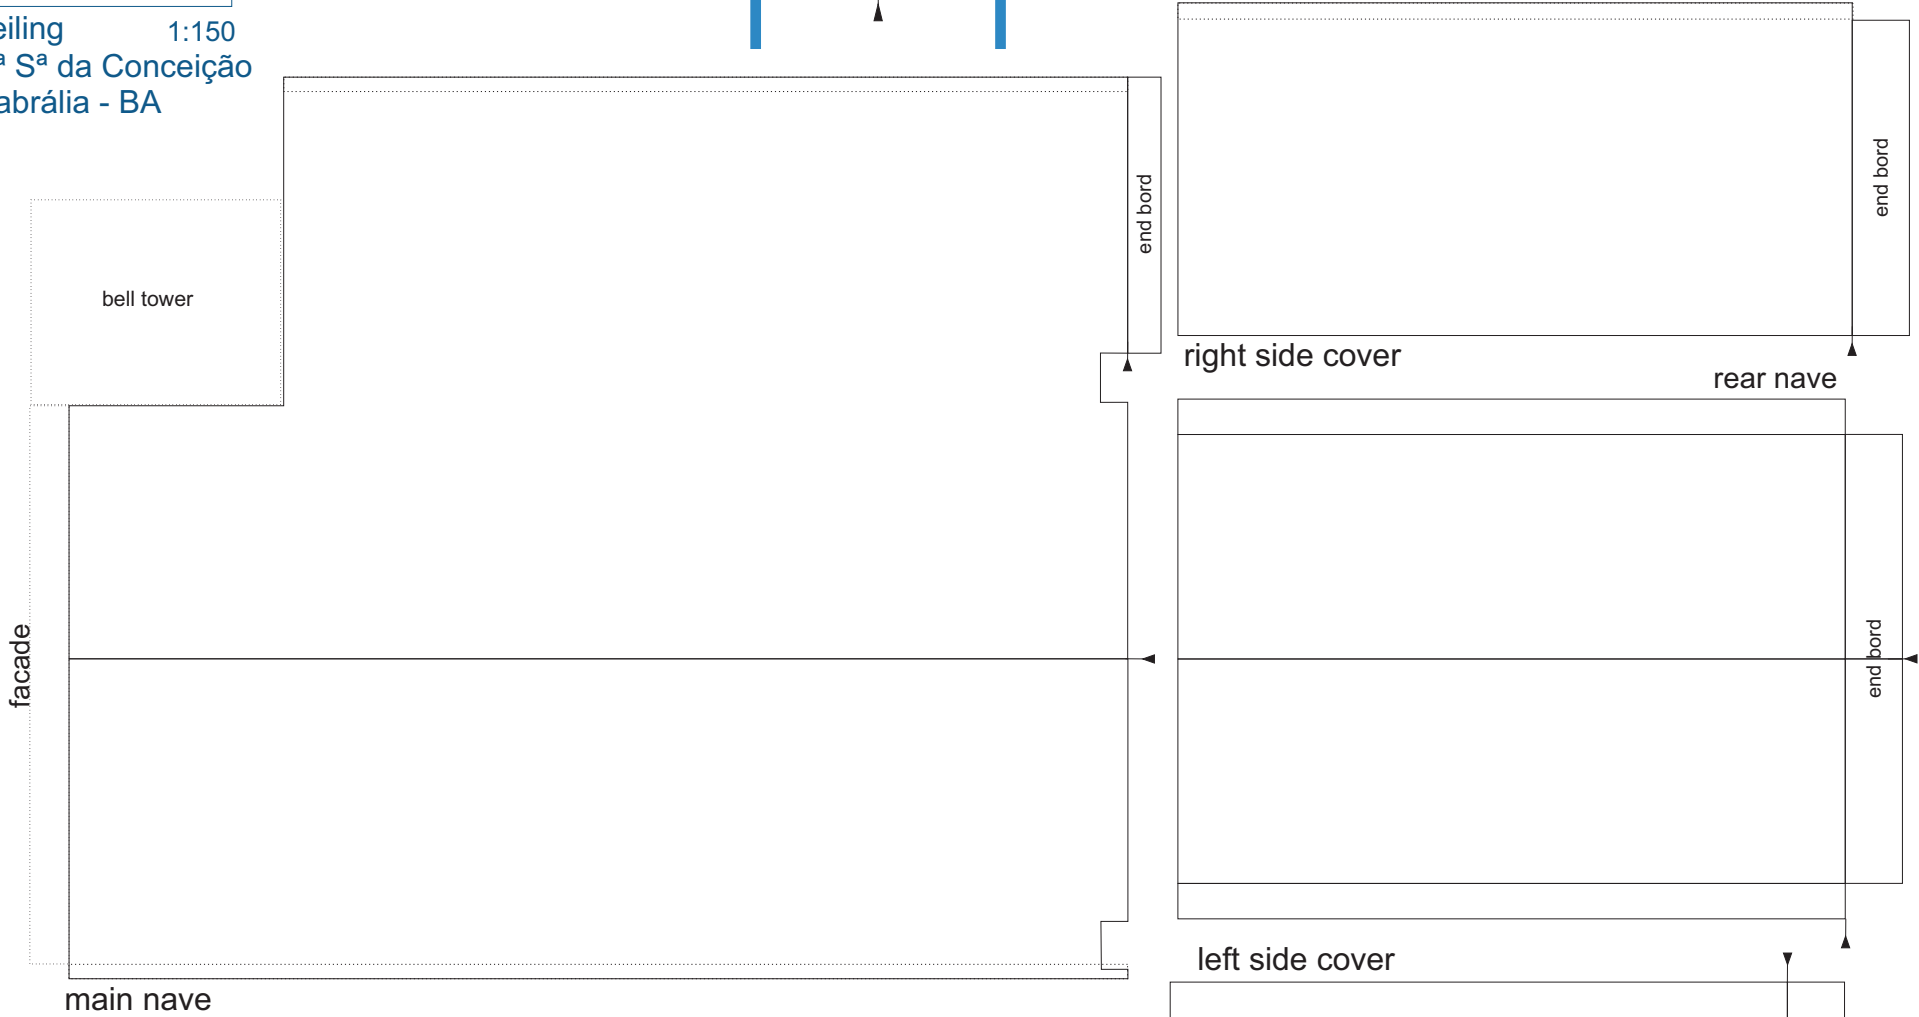 eiling 1:150
ª Sª da Conceição
abrália - BA
end bord
end bord
bell tower
right side cover
rear nave
facade
end bord
left side cover
main nave